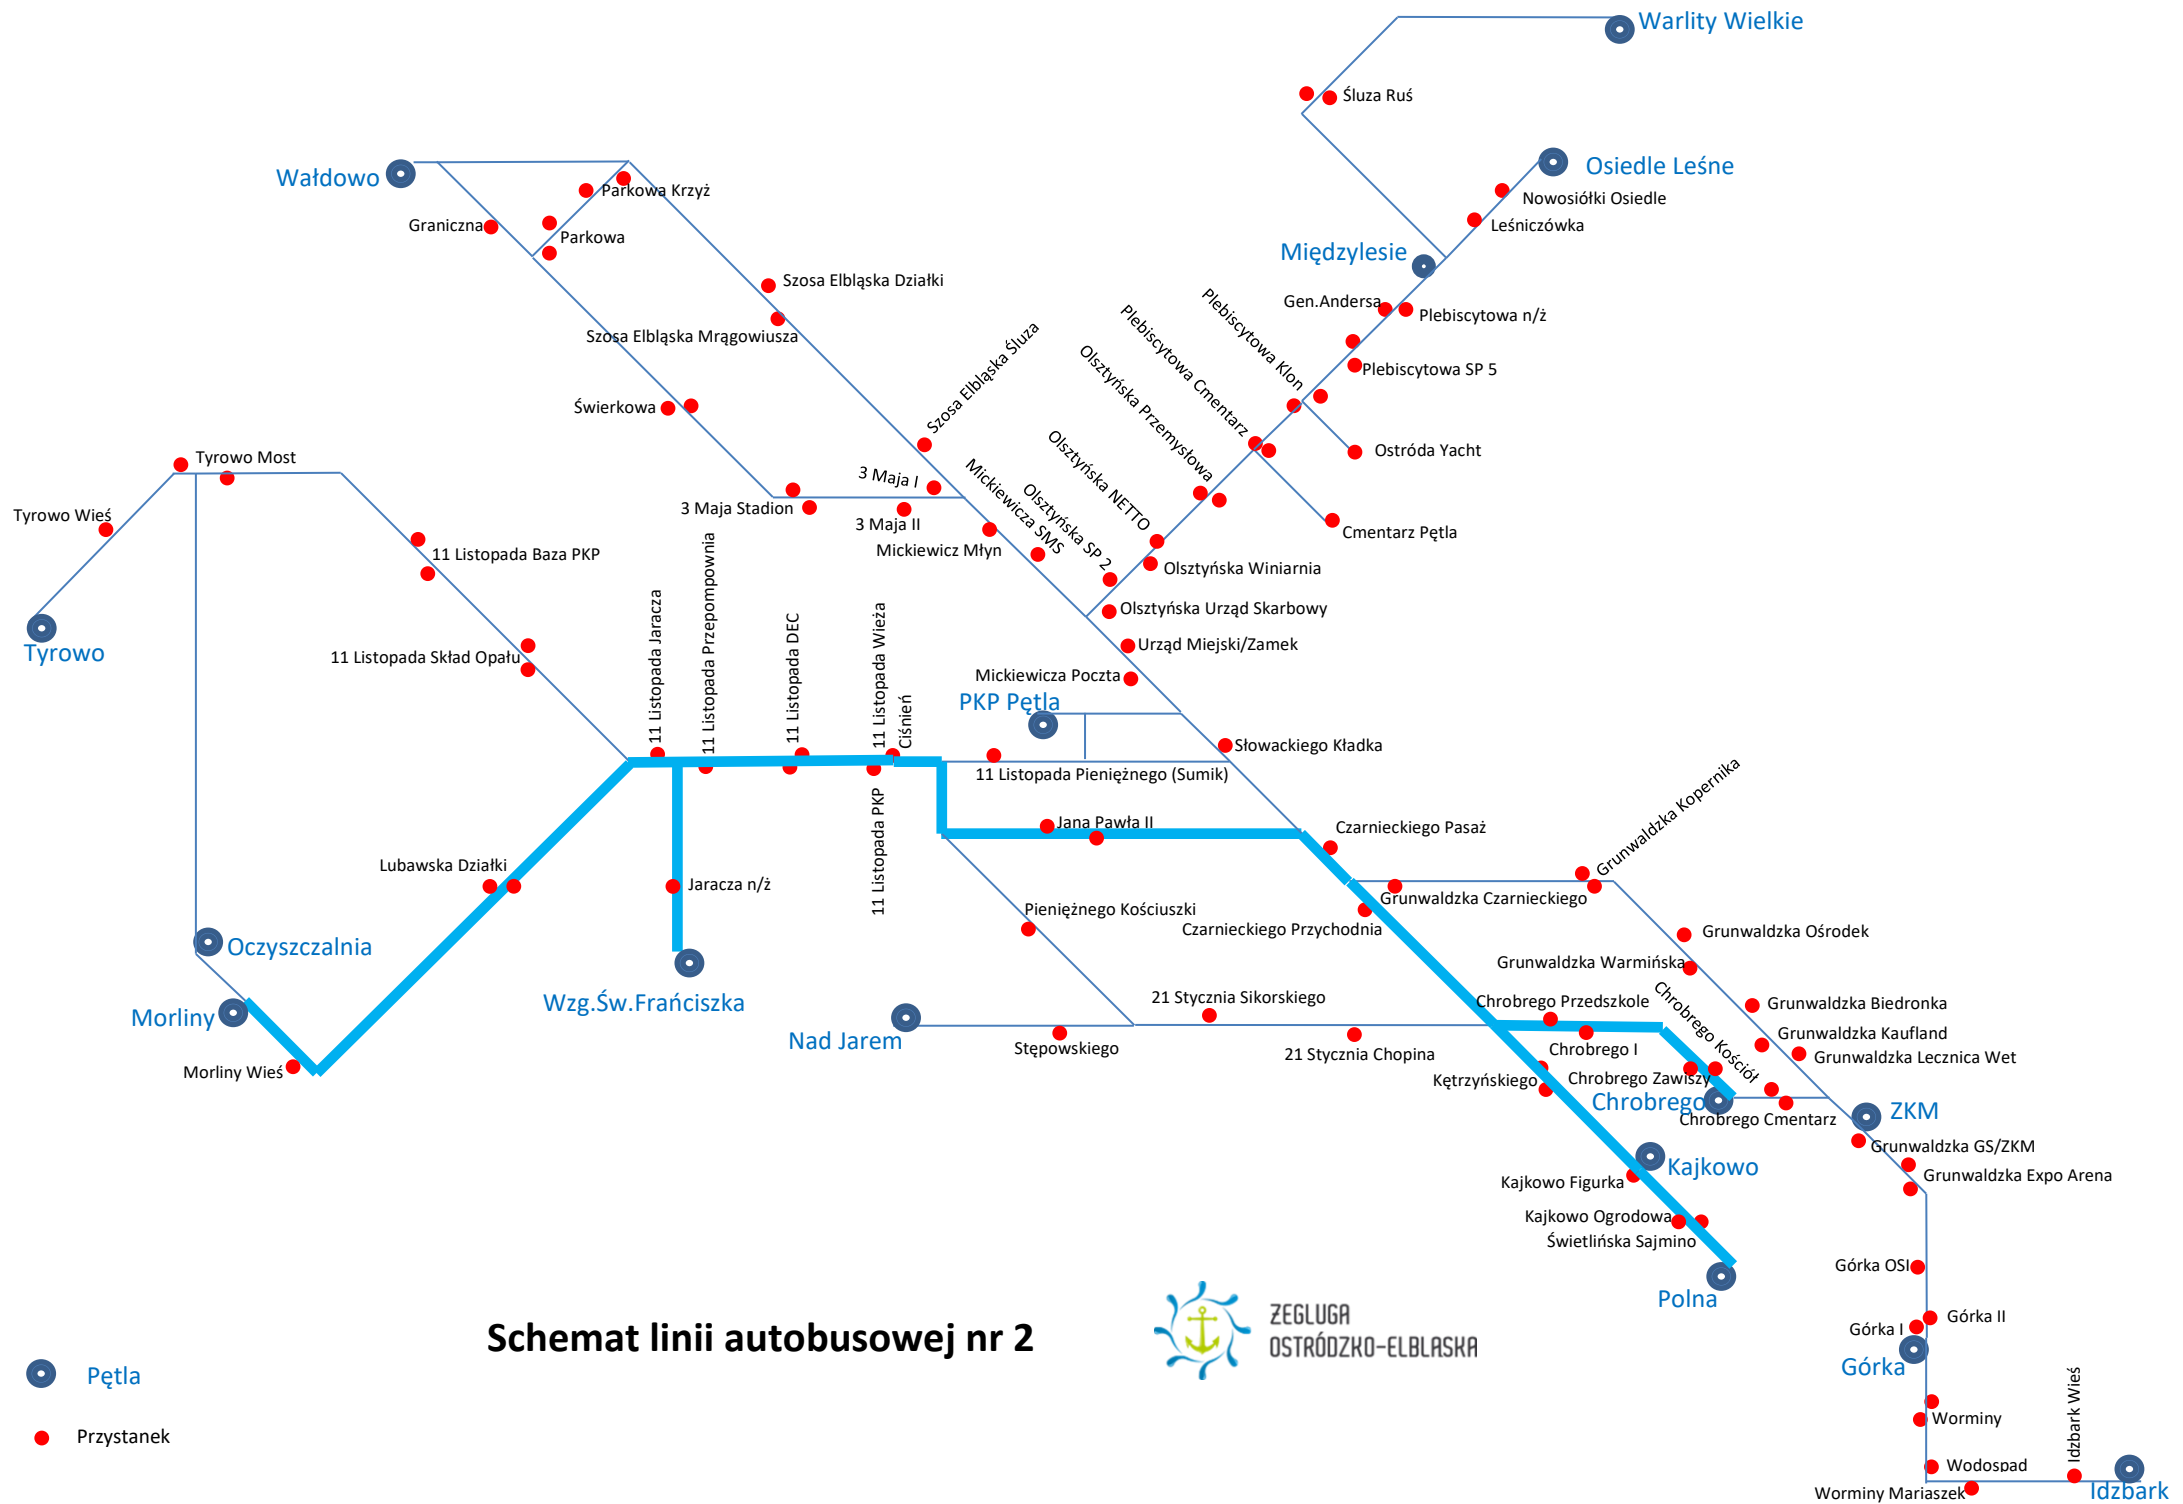 Warlity Wielkie
Śluza Ruś
Osiedle Leśne
Wałdowo
Parkowa Krzyż
Nowosiółki Osiedle
Graniczna
Leśniczówka
Parkowa
Międzylesie
Szosa Elbląska Działki
Gen.Andersa
Plebiscytowa n/ż
Szosa Elbląska Mrągowiusza
Szosa Elbląska Śluza
Plebiscytowa Klon
Plebiscytowa Cmentarz
Olsztyńska Przemysłowa
Plebiscytowa SP 5
Świerkowa
Ostróda Yacht
Tyrowo Most
Olsztyńska NETTO
3 Maja I
Mickiewicza SMS
Olsztyńska SP 2
Tyrowo Wieś
3 Maja Stadion
3 Maja II
Cmentarz Pętla
11 Listopada Baza PKP
Mickiewicz Młyn
Olsztyńska Winiarnia
Olsztyńska Urząd Skarbowy
Tyrowo
11 Listopada Skład Opału
11 Listopada Jaracza
11 Listopada Przepompownia
11 Listopada DEC
11 Listopada Wieża
Ciśnień
Urząd Miejski/Zamek
Mickiewicza Poczta
PKP Pętla
Słowackiego Kładka
11 Listopada Pieniężnego (Sumik)
11 Listopada PKP
Jana Pawła II
Czarnieckiego Pasaż
Grunwaldzka Kopernika
Lubawska Działki
Jaracza n/ż
Grunwaldzka Czarnieckiego
Pieniężnego Kościuszki
Czarnieckiego Przychodnia
Grunwaldzka Ośrodek
Oczyszczalnia
Grunwaldzka Warmińska
Wzg.Św.Frańciszka
21 Stycznia Sikorskiego
Chrobrego Przedszkole
Chrobrego Kościół
Grunwaldzka Biedronka
Morliny
Nad Jarem
Stępowskiego
21 Stycznia Chopina
Chrobrego I
Grunwaldzka Kaufland
Grunwaldzka Lecznica Wet
Morliny Wieś
Kętrzyńskiego
Chrobrego Zawiszy
Chrobrego
Chrobrego Cmentarz
ZKM
Grunwaldzka GS/ZKM
Kajkowo
Kajkowo Figurka
Grunwaldzka Expo Arena
Kajkowo Ogrodowa
Świetlińska Sajmino
Górka OSI
Polna
Górka II
Górka I
Górka
Schemat linii autobusowej nr 2
ŻEGLUGA
OSTRÓDZKO-ELBLASKA
Pętla
Przystanek
Worminy
Idzbark Wieś
Wodospad
Worminy Mariaszek
Idzbark